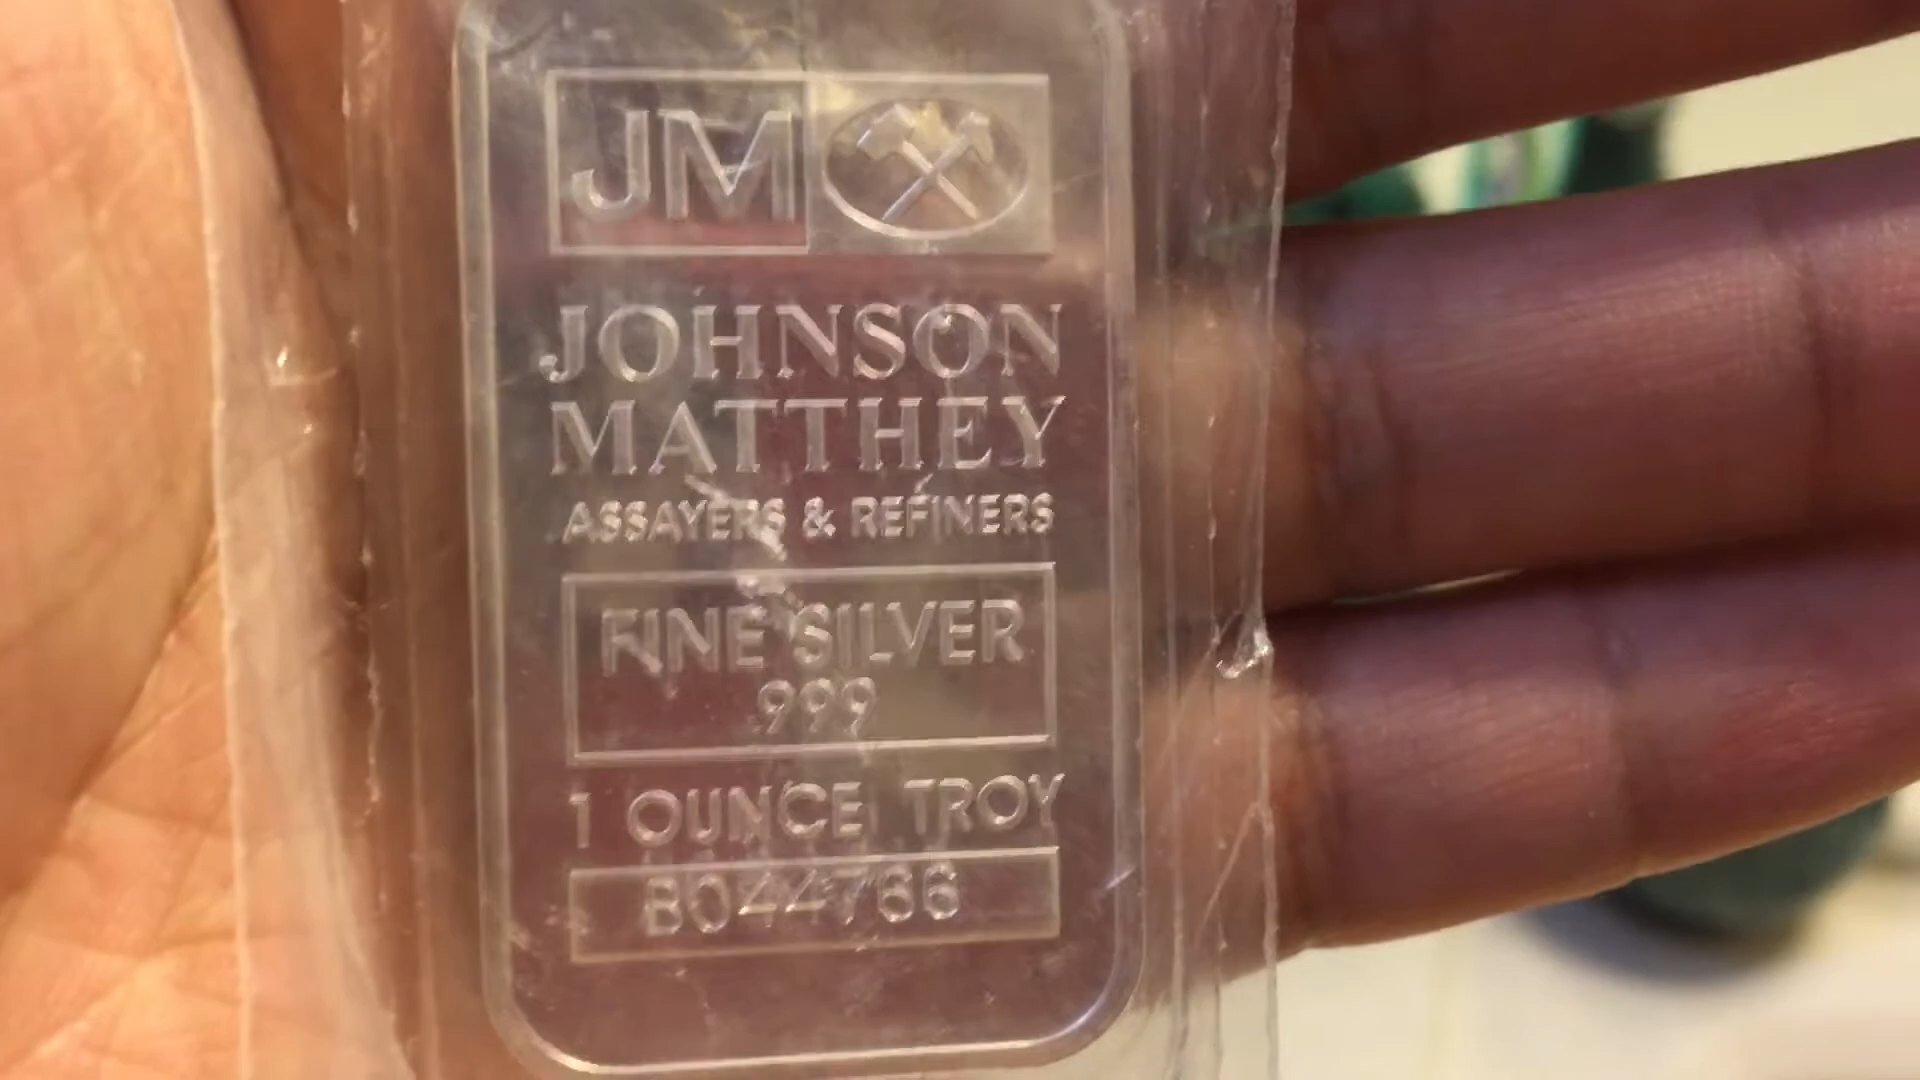 JM
JOHNSON
MATTHEY
ASSAYERS & REFINERS
FINE SILVER
999
1 OUNCE TROY
B044766